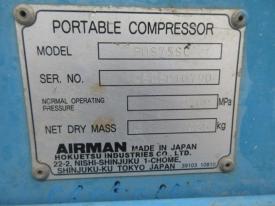 PORTABLE COMPRESSOR
MODEL
SER. NO.
NORMAL OPERATING
PRESSURE MPa
NET DRY MASS kg
AIRMAN MADE IN JAPAN
HOKUETSU INDUSTRIES CO. LTD.
22-2, NISHI-SHINJUKU 1-CHOME,
SHINJUKU-KU TOKYO JAPAN